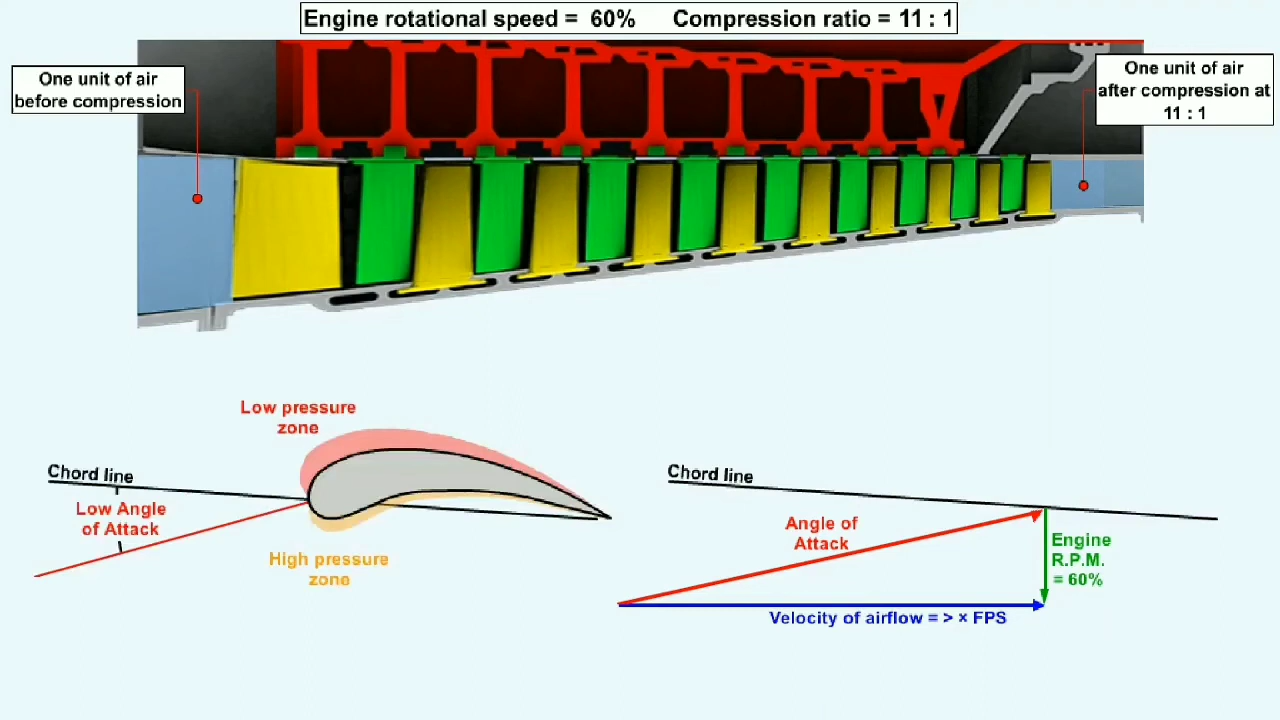 Engine rotational speed = 60% Compression ratio = 11 : 1
One unit of air
before compression
One unit of air
after compression at
11 : 1
Low pressure
zone
Chord line
Low Angle
of Attack
High pressure
zone
Chord line
Angle of
Attack
Engine
R.P.M.
= 60%
Velocity of airflow = > × FPS